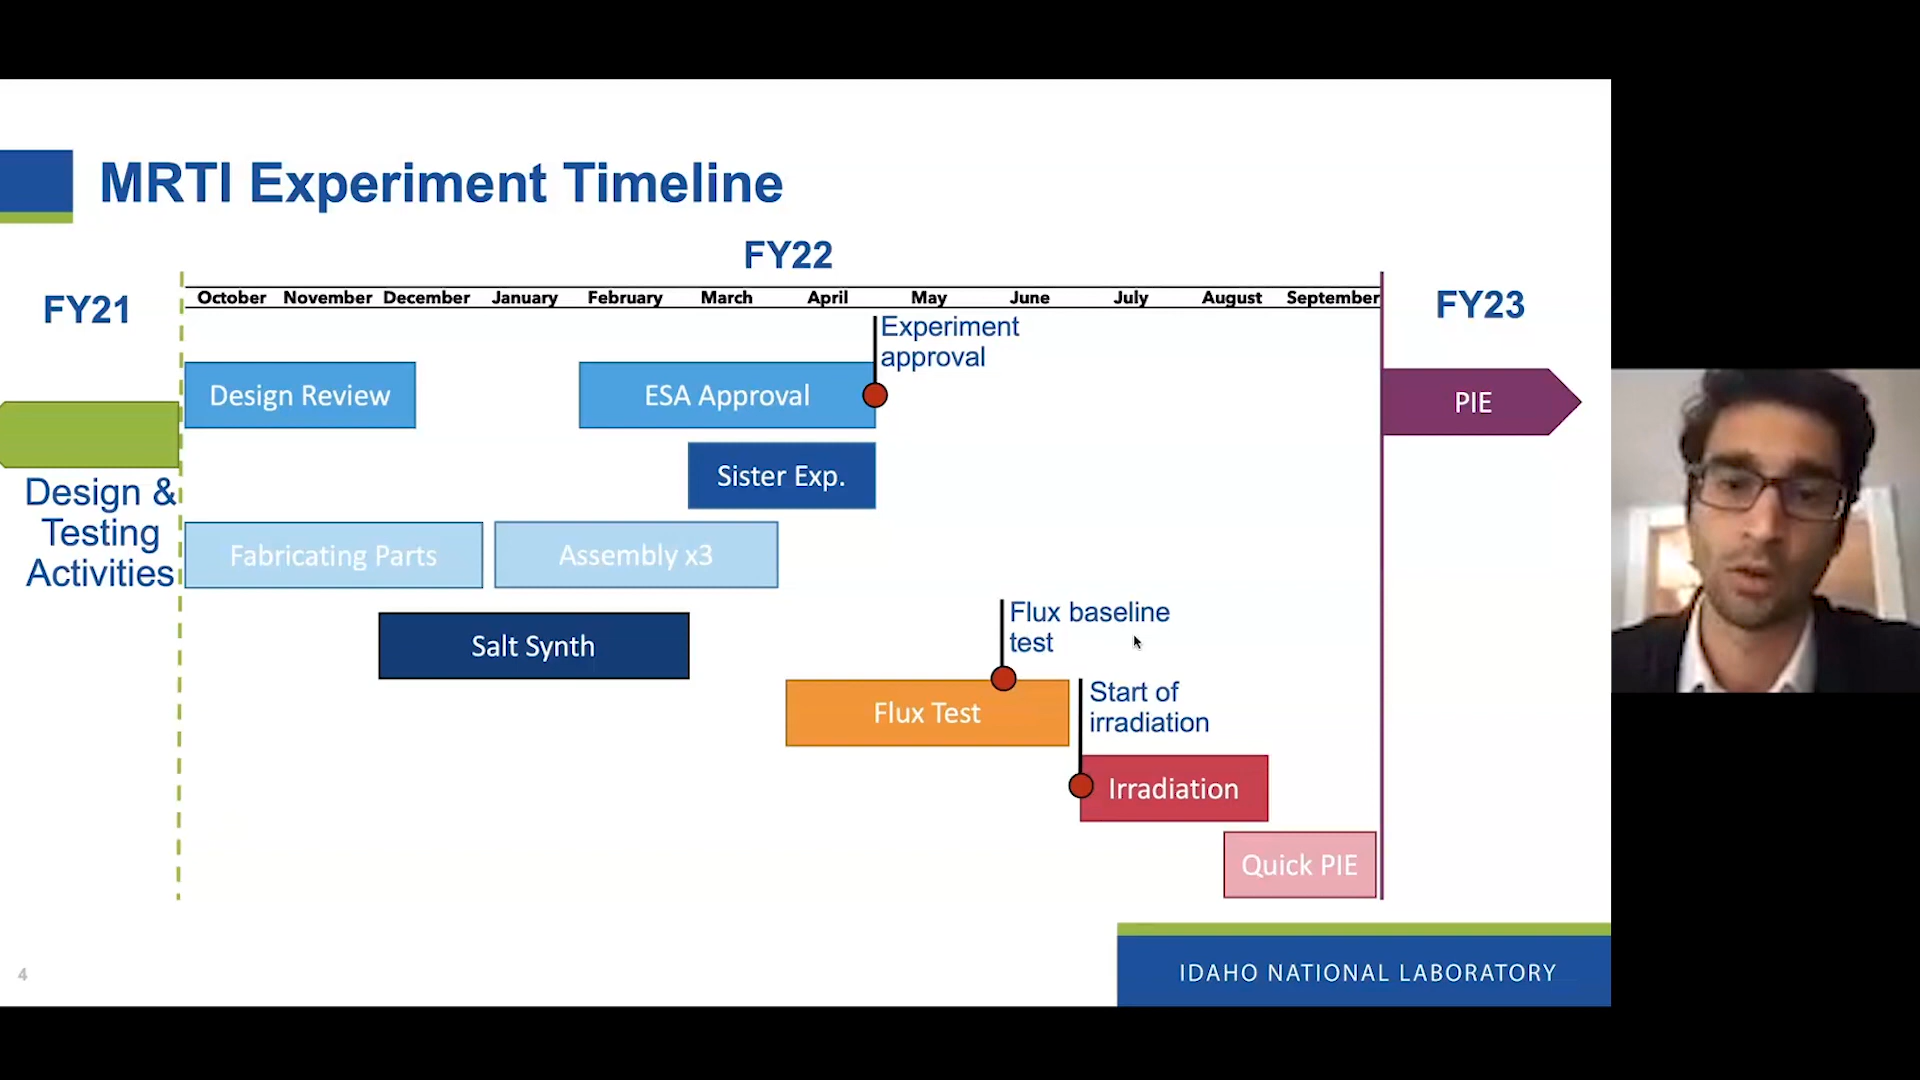 MRTI Experiment Timeline
FY22
FY21
FY23
October November December January February March April May June July August September
Experiment
approval
Design Review
ESA Approval
PIE
Sister Exp.
Design &
Testing
Activities
Fabricating Parts
Assembly x3
Salt Synth
Flux baseline
test
Flux Test
Start of
irradiation
Irradiation
Quick PIE
4
IDAHO NATIONAL LABORATORY